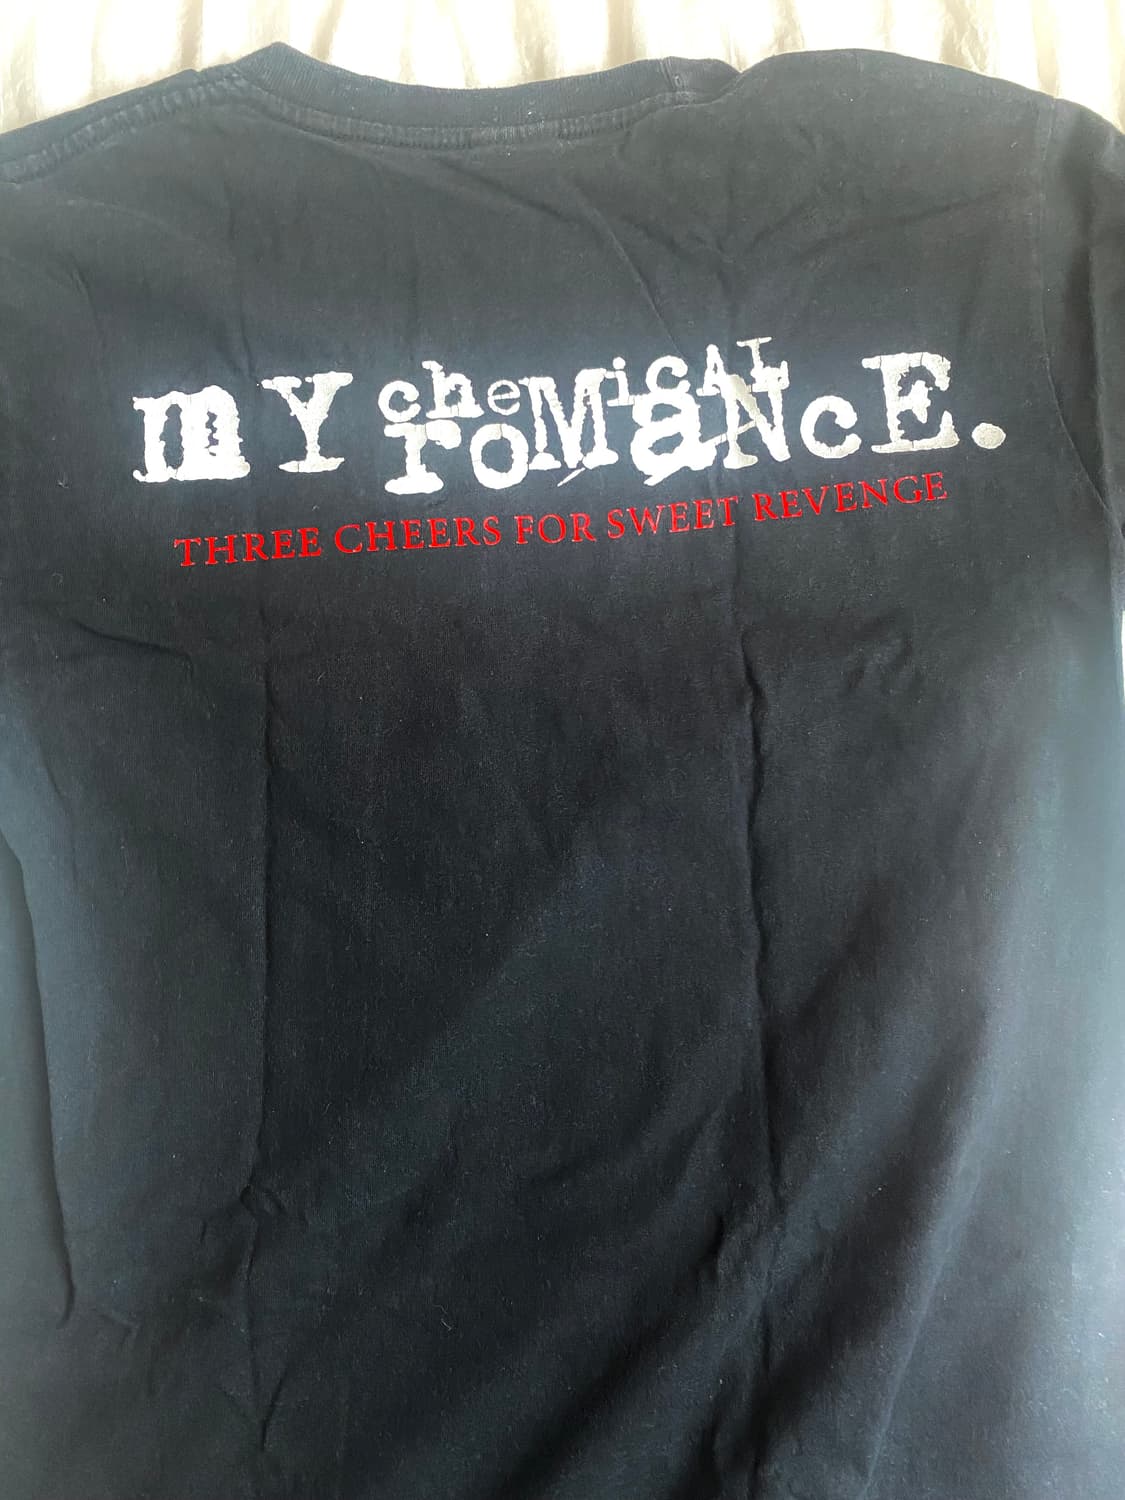 mY cheMicAL roMaNcE.
THREE CHEERS FOR SWEET REVENGE